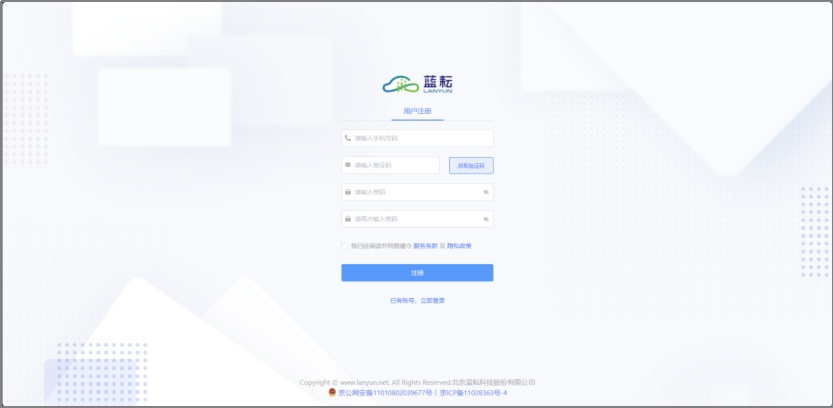 蓝耘
LANYUN
用户注册
请输入手机号码
请输入验证码
获取验证码
请输入密码
请再次输入密码
我已经阅读并同意遵守 服务条款 及 隐私政策
注册
已有账号，立即登录
Copyright © www.lanyun.net, All Rights Reserved.北京蓝耘科技股份有限公司
京公网安备11010802039677号 | 京ICP备11028363号-4